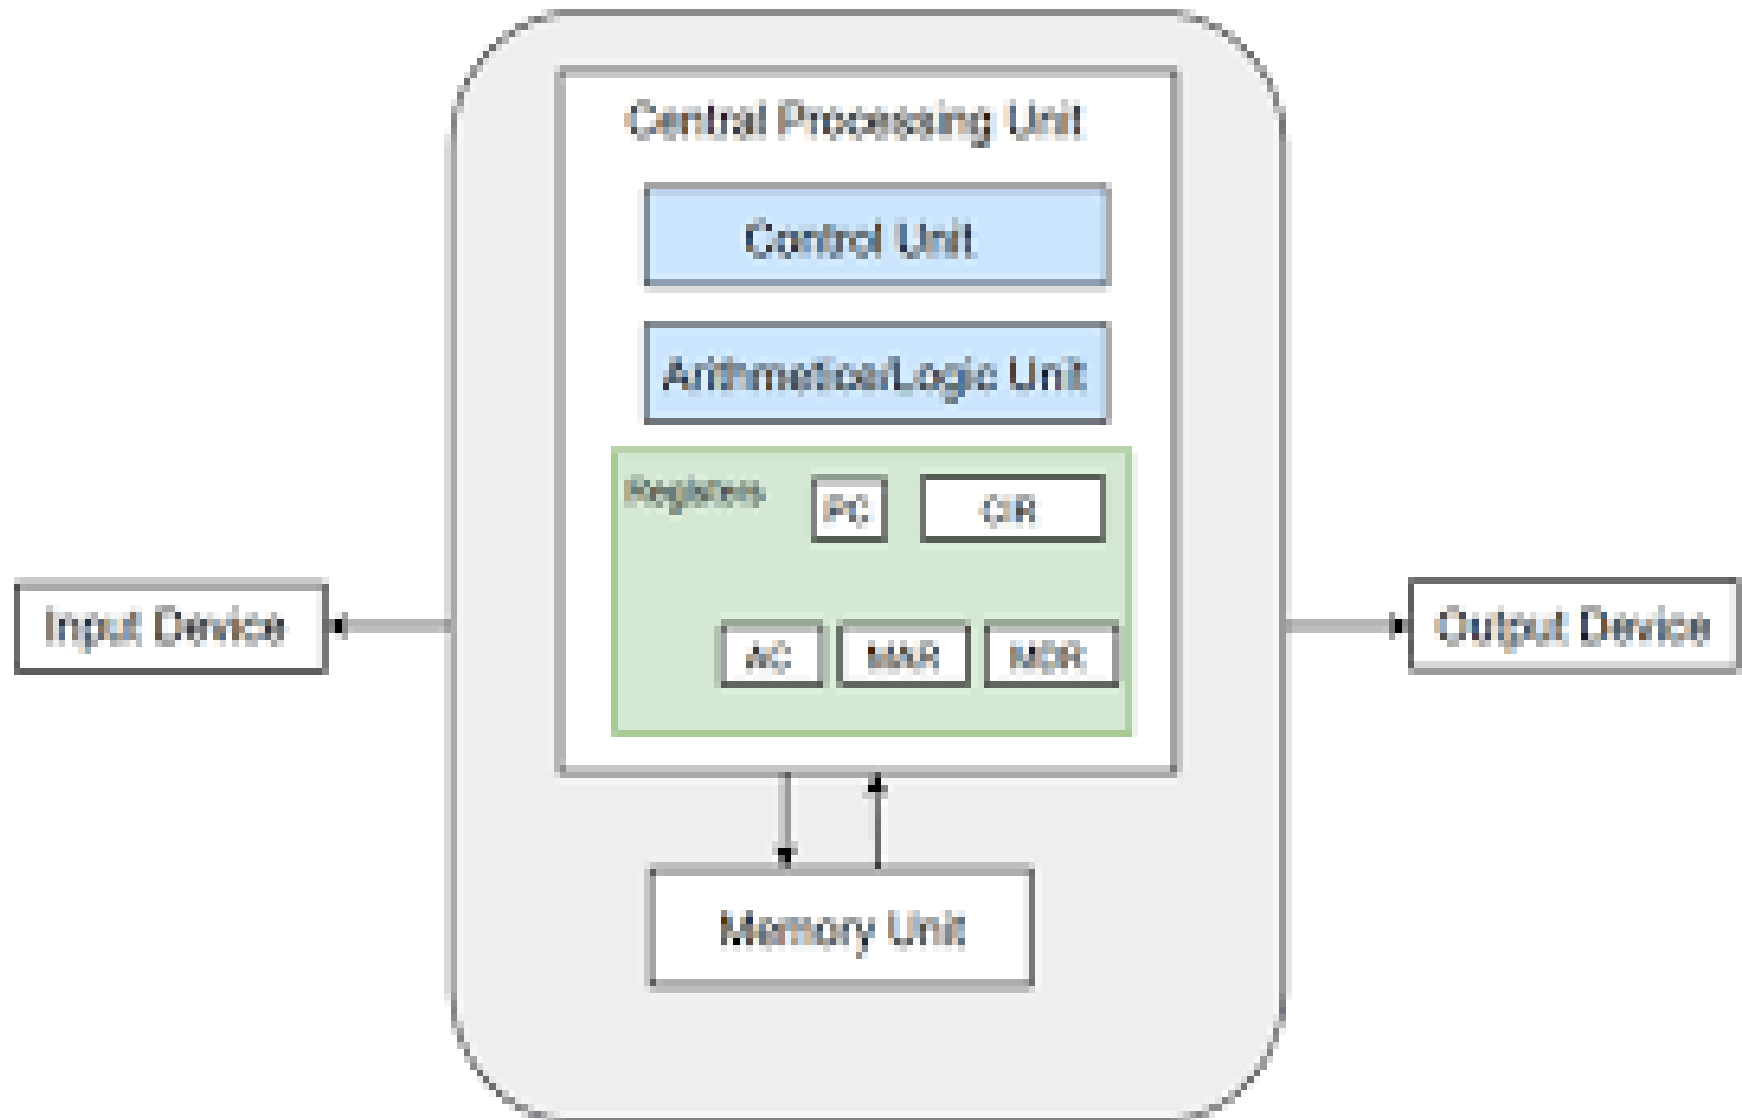 Central Processing Unit
Control Unit
Arithmetice/Logic Unit
Registers
PC
CIR
AC
MAR
MDR
Input Device
Output Device
Memory Unit